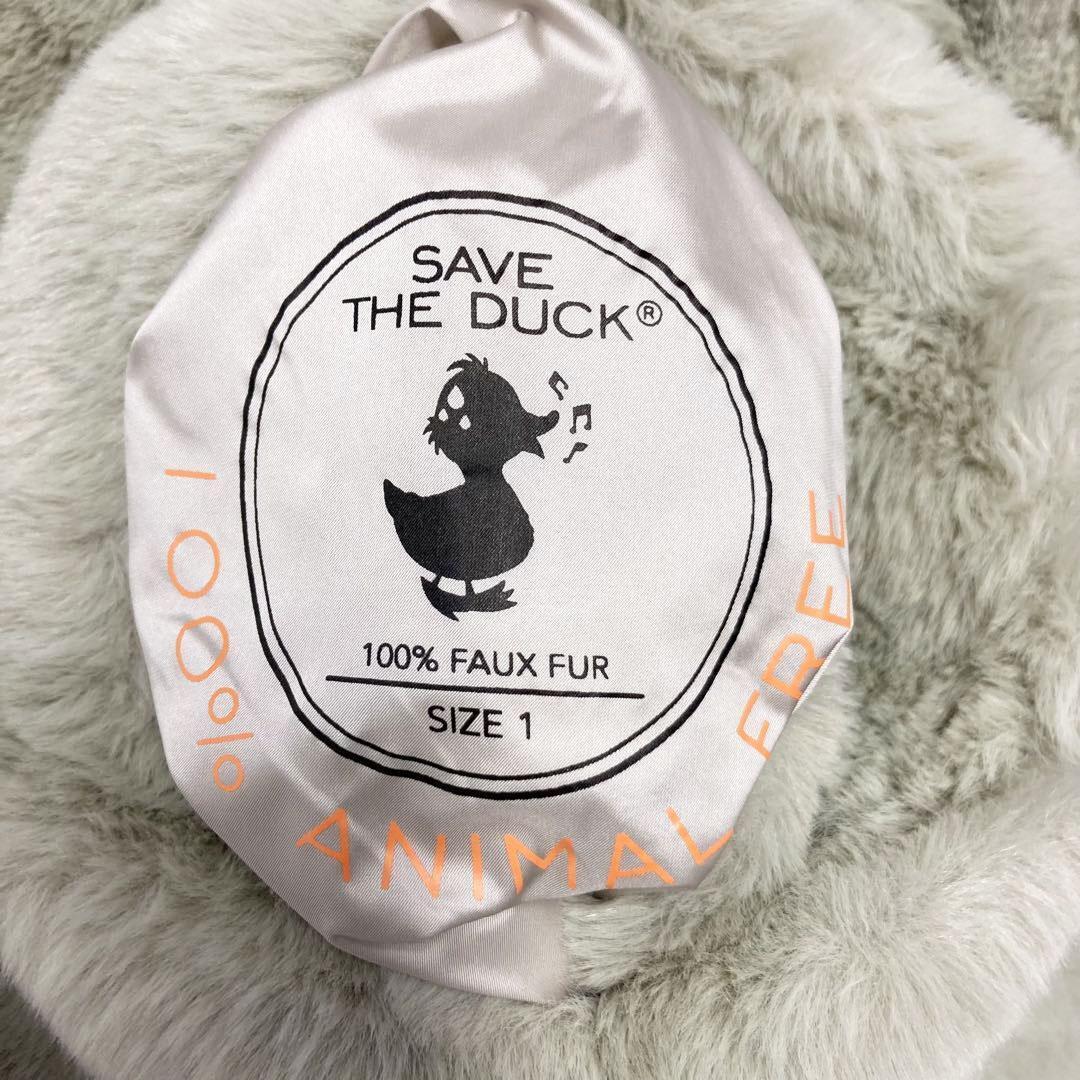 SAVE
THE DUCK®
100% FAUX FUR
SIZE 1
100% ANIMAL FREE